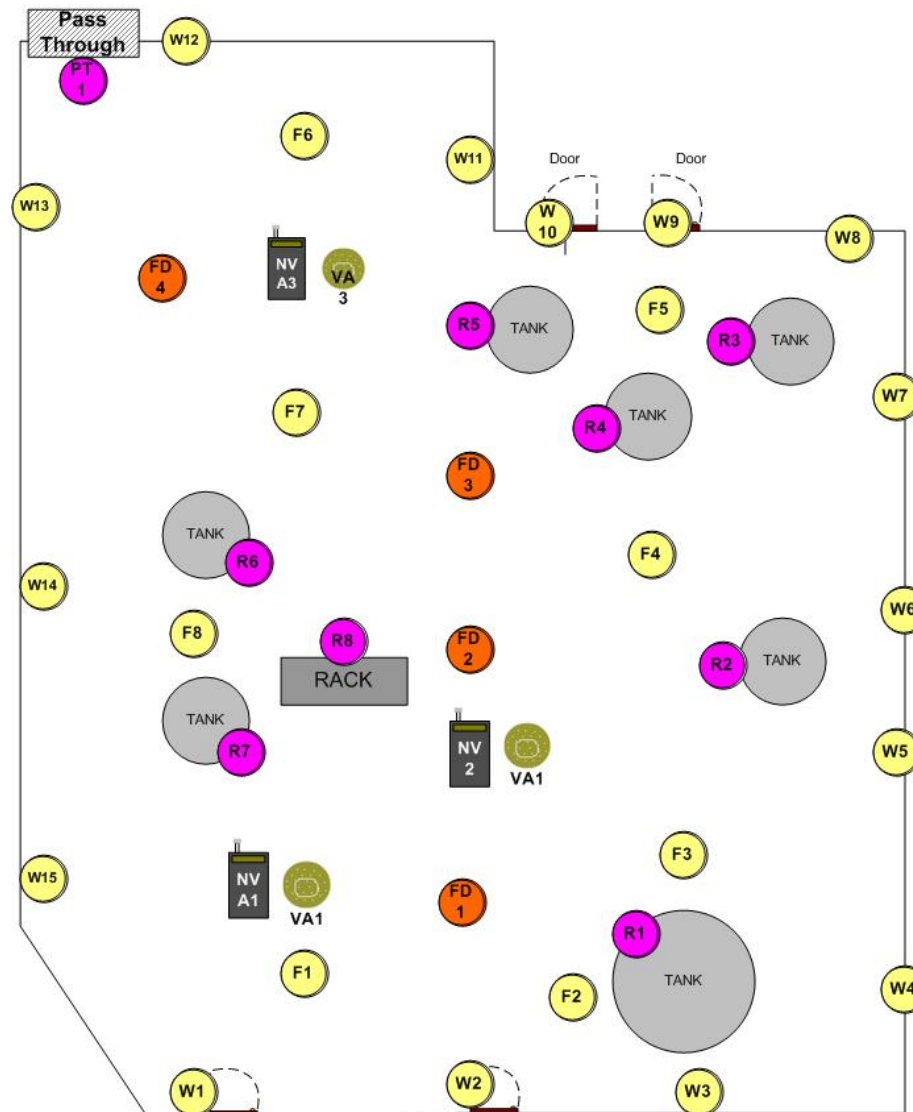 Pass
Through
W12
PT
1
F6
W11
Door
Door
W13
W
10
W9
W8
FD
4
NV
A3
VA
3
R5
TANK
F5
R3
TANK
F7
R4
TANK
W7
FD
3
TANK
R6
F4
W14
F8
R8
FD
2
W6
RACK
R2
TANK
TANK
R7
NV
2
VA1
W5
W15
NV
A1
VA1
F3
FD
1
R1
TANK
F1
F2
W4
W1
W2
W3